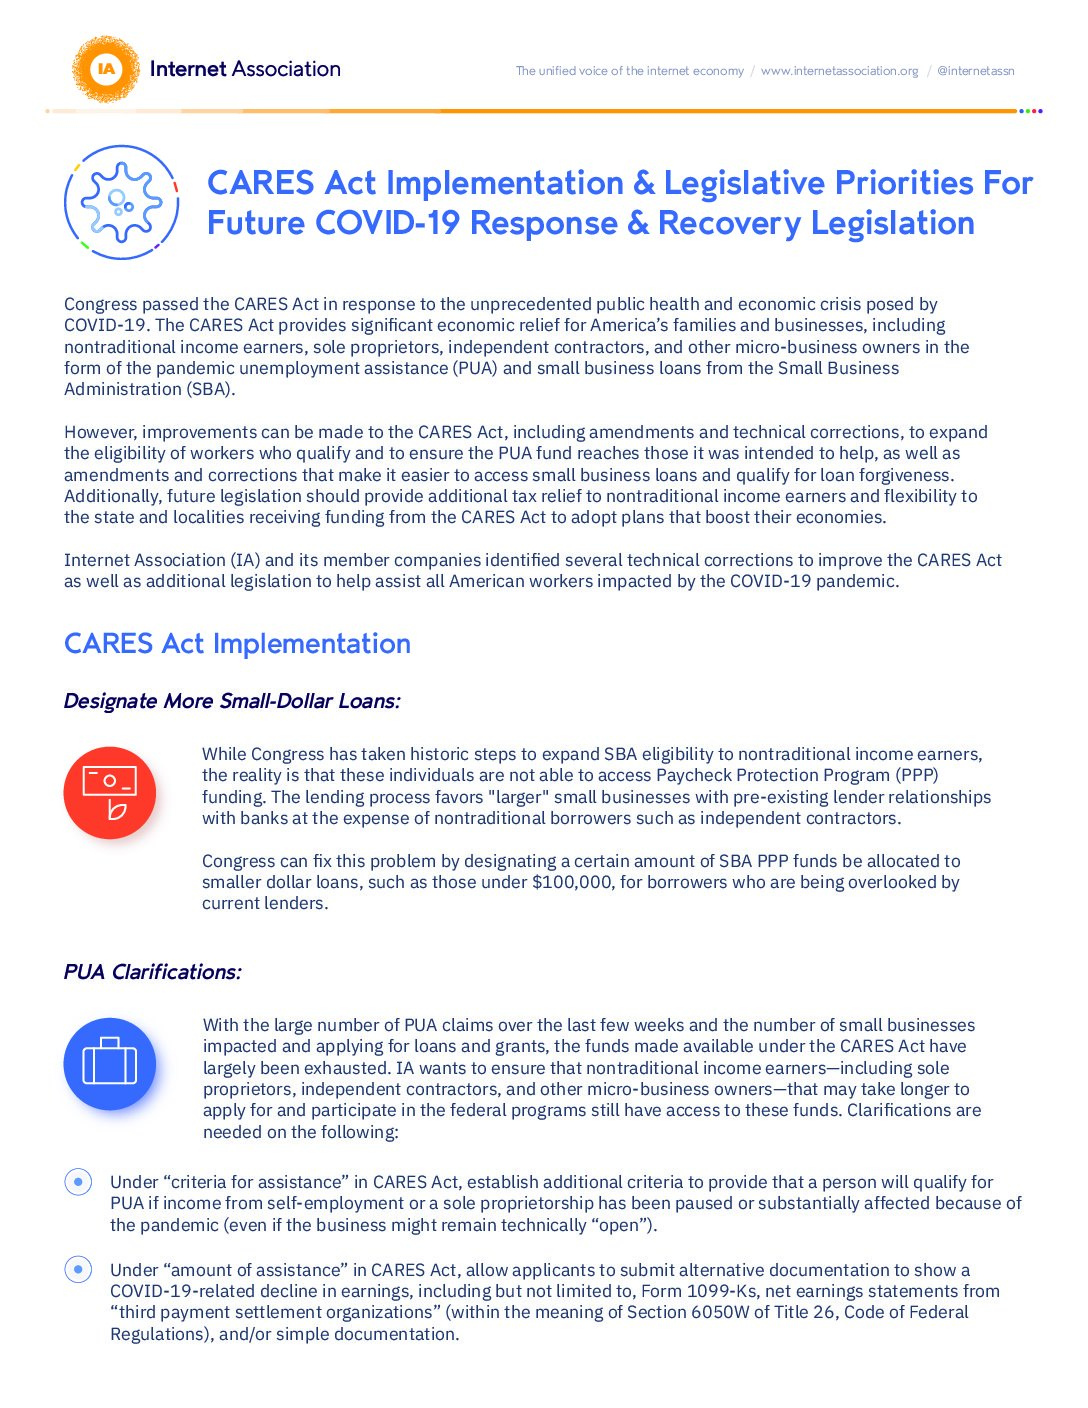 IA Internet Association
The unified voice of the internet economy / www.internetassociation.org / @internetassn
CARES Act Implementation & Legislative Priorities For
Future COVID-19 Response & Recovery Legislation
Congress passed the CARES Act in response to the unprecedented public health and economic crisis posed by
COVID-19. The CARES Act provides significant economic relief for America’s families and businesses, including
nontraditional income earners, sole proprietors, independent contractors, and other micro-business owners in the
form of the pandemic unemployment assistance (PUA) and small business loans from the Small Business
Administration (SBA).
However, improvements can be made to the CARES Act, including amendments and technical corrections, to expand
the eligibility of workers who qualify and to ensure the PUA fund reaches those it was intended to help, as well as
amendments and corrections that make it easier to access small business loans and qualify for loan forgiveness.
Additionally, future legislation should provide additional tax relief to nontraditional income earners and flexibility to
the state and localities receiving funding from the CARES Act to adopt plans that boost their economies.
Internet Association (IA) and its member companies identified several technical corrections to improve the CARES Act
as well as additional legislation to help assist all American workers impacted by the COVID-19 pandemic.
CARES Act Implementation
Designate More Small-Dollar Loans:
While Congress has taken historic steps to expand SBA eligibility to nontraditional income earners,
the reality is that these individuals are not able to access Paycheck Protection Program (PPP)
funding. The lending process favors "larger" small businesses with pre-existing lender relationships
with banks at the expense of nontraditional borrowers such as independent contractors.
Congress can fix this problem by designating a certain amount of SBA PPP funds be allocated to
smaller dollar loans, such as those under $100,000, for borrowers who are being overlooked by
current lenders.
PUA Clarifications:
With the large number of PUA claims over the last few weeks and the number of small businesses
impacted and applying for loans and grants, the funds made available under the CARES Act have
largely been exhausted. IA wants to ensure that nontraditional income earners—including sole
proprietors, independent contractors, and other micro-business owners—that may take longer to
apply for and participate in the federal programs still have access to these funds. Clarifications are
needed on the following:
Under “criteria for assistance” in CARES Act, establish additional criteria to provide that a person will qualify for
PUA if income from self-employment or a sole proprietorship has been paused or substantially affected because of
the pandemic (even if the business might remain technically “open”).
Under “amount of assistance” in CARES Act, allow applicants to submit alternative documentation to show a
COVID-19-related decline in earnings, including but not limited to, Form 1099-Ks, net earnings statements from
“third payment settlement organizations” (within the meaning of Section 6050W of Title 26, Code of Federal
Regulations), and/or simple documentation.